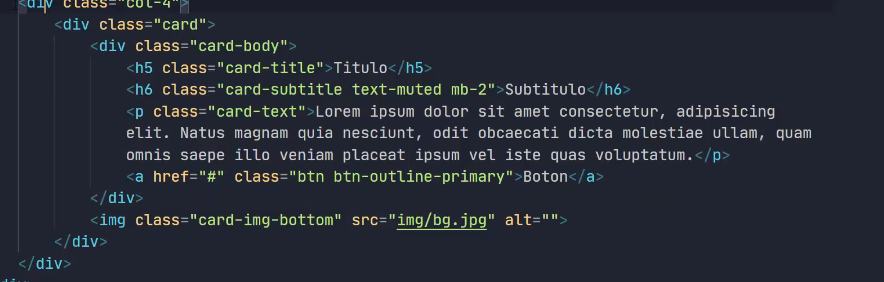 <div class="col-4">
<div class="card">
<div class="card-body">
<h5 class="card-title">Titulo</h5>
<h6 class="card-subtitle text-muted mb-2">Subtitulo</h6>
<p class="card-text">Lorem ipsum dolor sit amet consectetur, adipisicing
elit. Natus magnam quia nesciunt, odit obcaecati dicta molestiae ullam, quam
omnis saepe illo veniam placeat ipsum vel iste quas voluptatum.</p>
<a href="#" class="btn btn-outline-primary">Boton</a>
</div>
<img class="card-img-bottom" src="img/bg.jpg" alt="">
</div>
</div>